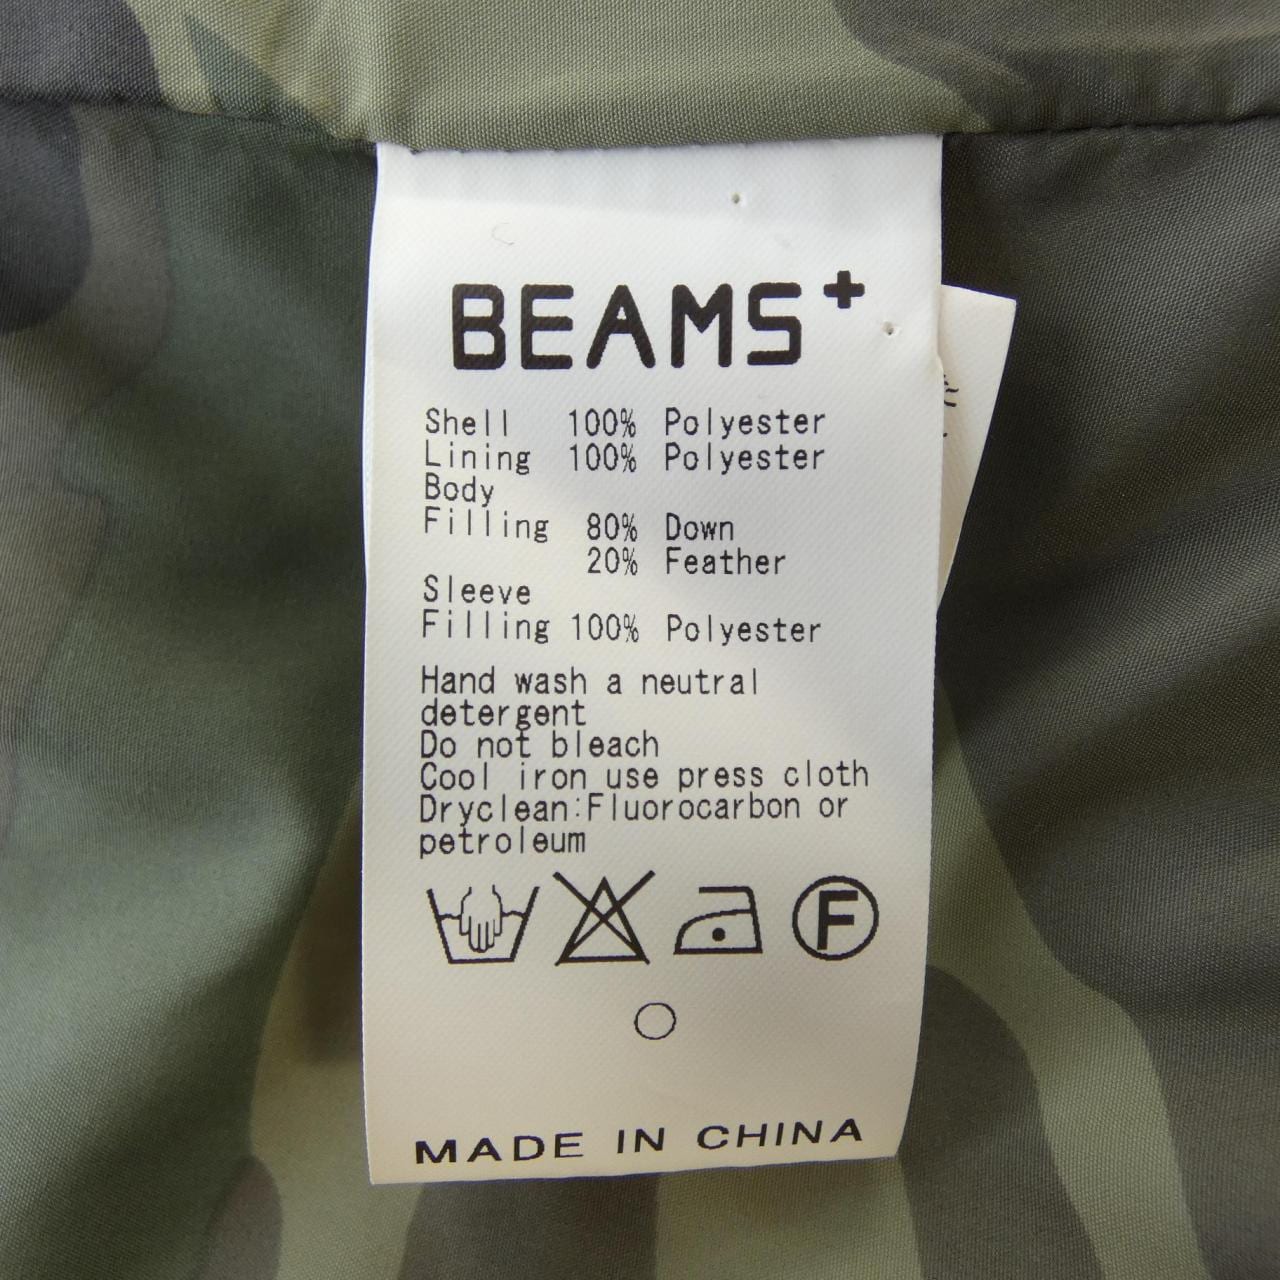 BEAMS+
Shell 100% Polyester
Lining 100% Polyester
Body
Filling 80% Down
20% Feather
Sleeve
Filling 100% Polyester
Hand wash a neutral
detergent
Do not bleach
Cool iron use press cloth
Dryclean:Fluorocarbon or
petroleum
F
MADE IN CHINA